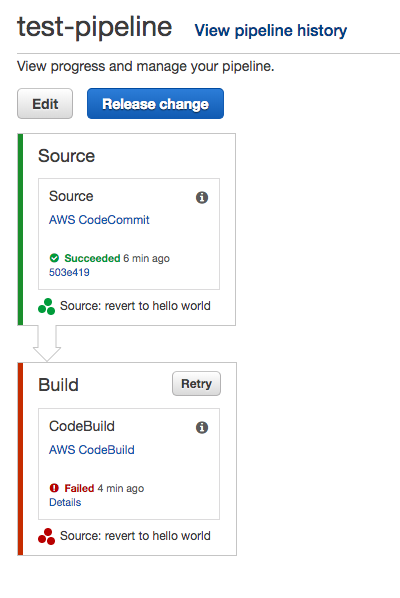 test-pipeline View pipeline history
View progress and manage your pipeline.
Edit Release change
Source
Source
AWS CodeCommit
Succeeded 6 min ago
503e419
Source: revert to hello world
Build Retry
CodeBuild
AWS CodeBuild
Failed 4 min ago
Details
Source: revert to hello world